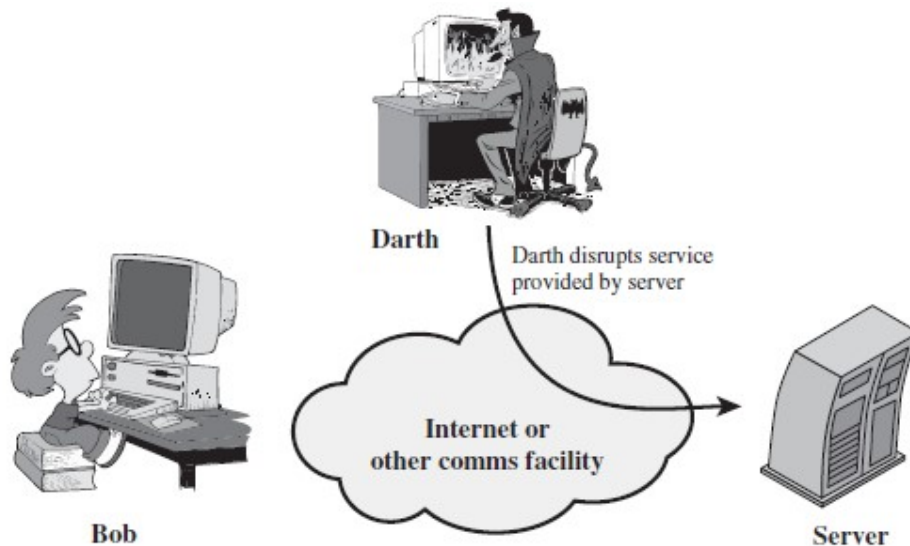 Darth
Darth disrupts service
provided by server
Internet or
other comms facility
Bob
Server